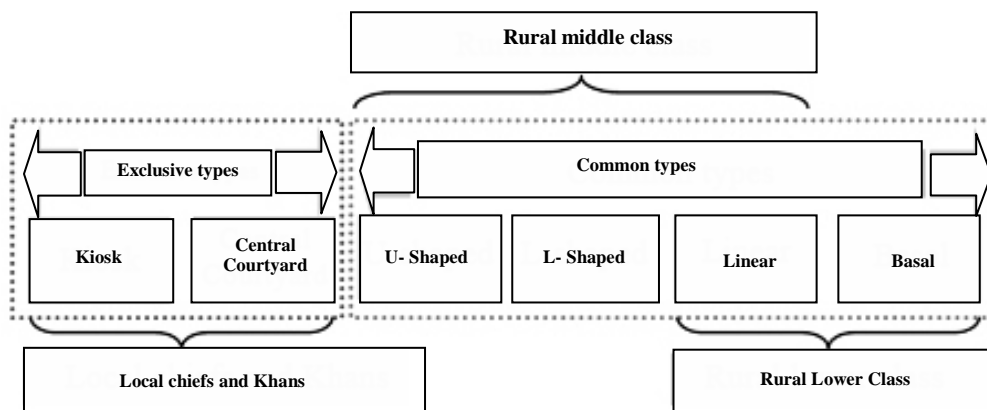 Rural middle class
Exclusive types
Common types
Kiosk
Central
Courtyard
U- Shaped
L- Shaped
Linear
Basal
Local chiefs and Khans
Rural Lower Class